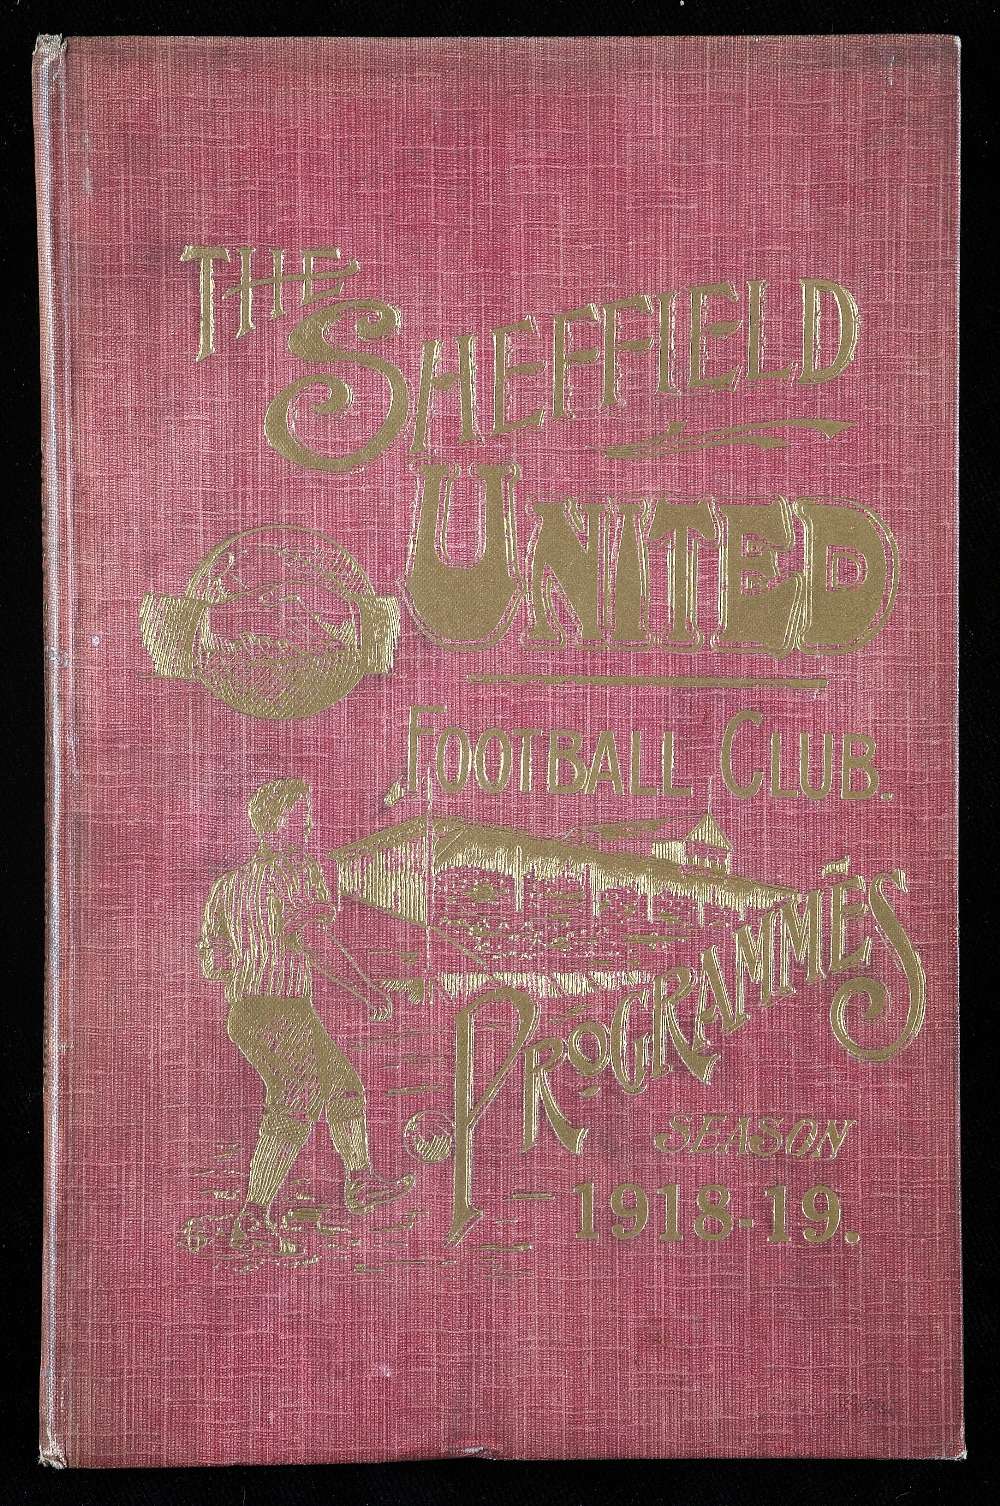 THE
SHEFFIELD
UNITED
FOOTBALL CLUB.
PROGRAMMES
SEASON
1918-19.